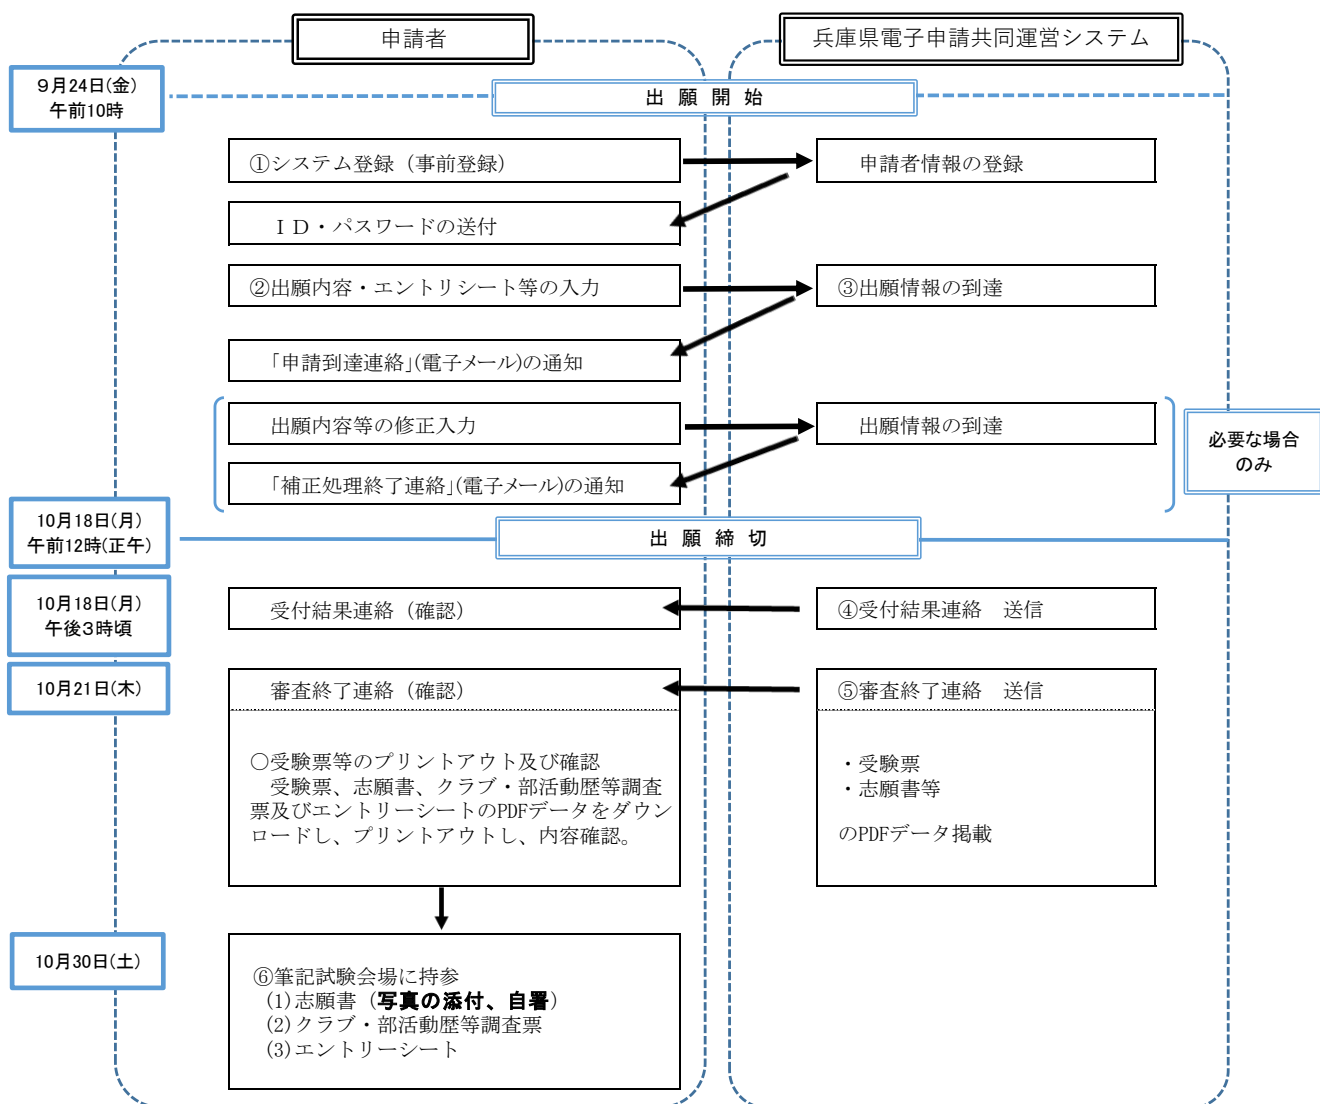 申請者
兵庫県電子申請共同運営システム
９月24日(金)
午前10時
出 願 開 始
①システム登録（事前登録）
申請者情報の登録
ＩＤ・パスワードの送付
②出願内容・エントリシート等の入力
③出願情報の到達
「申請到達連絡」(電子メール)の通知
出願内容等の修正入力
出願情報の到達
必要な場合
のみ
「補正処理終了連絡」(電子メール)の通知
10月18日(月)
午前12時(正午)
出 願 締 切
10月18日(月)
午後３時頃
受付結果連絡（確認）
④受付結果連絡　送信
10月21日(木)
審査終了連絡（確認）
⑤審査終了連絡　送信
○受験票等のプリントアウト及び確認
受験票、志願書、クラブ・部活動歴等調査
票及びエントリーシートのPDFデータをダウン
ロードし、プリントアウトし、内容確認。
・受験票
・志願書等
のPDFデータ掲載
10月30日(土)
⑥筆記試験会場に持参
(1)志願書（写真の添付、自署）
(2)クラブ・部活動歴等調査票
(3)エントリーシート